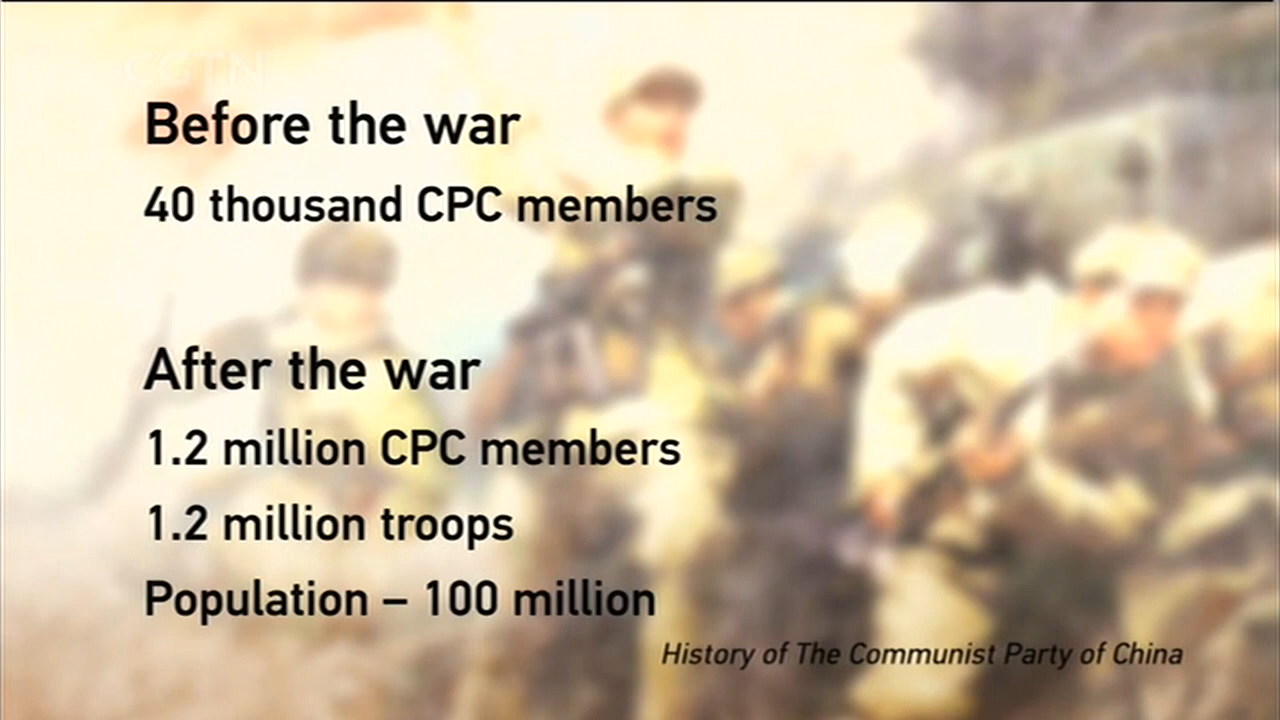 CGTN
Before the war
40 thousand CPC members
After the war
1.2 million CPC members
1.2 million troops
Population – 100 million
History of The Communist Party of China